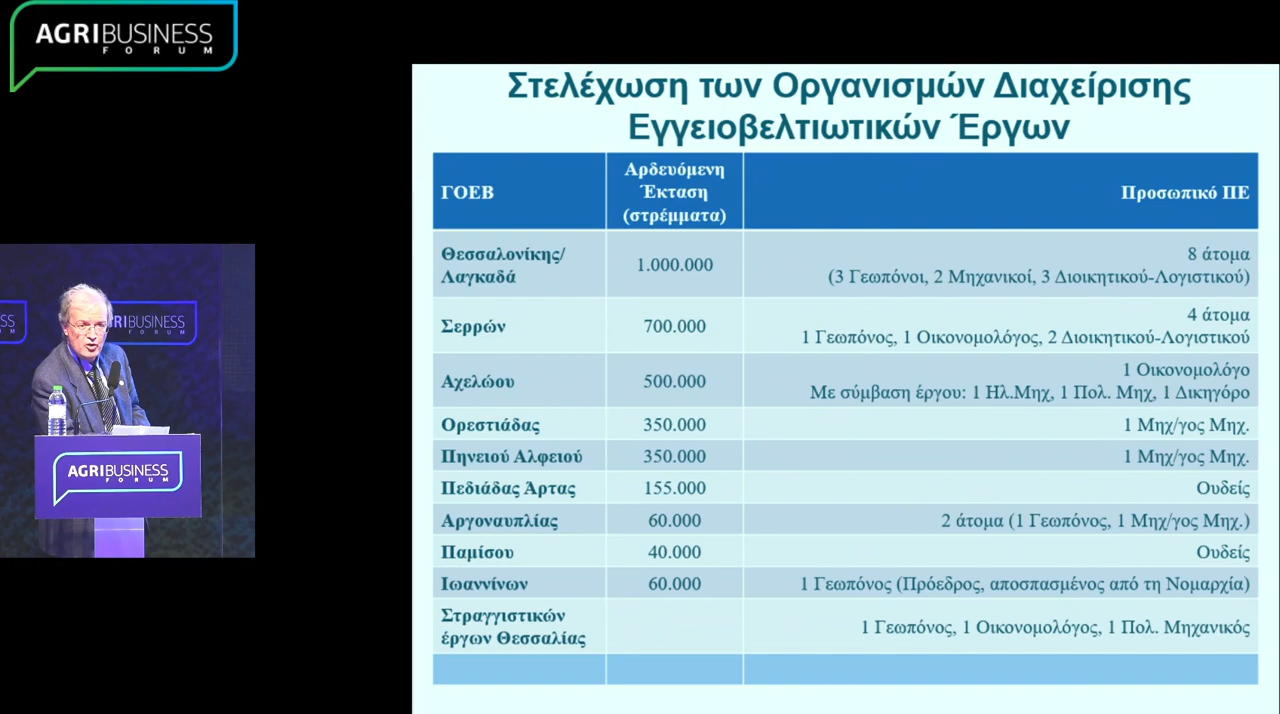 AGRIBUSINESS
FORUM
Στελέχωση των Οργανισμών Διαχείρισης
Εγγειοβελτιωτικών Έργων
ΓΟΕΒ
Αρδευόμενη
Έκταση
(στρέμματα)
Προσωπικό ΠΕ
Θεσσαλονίκης/
Λαγκαδά
1.000.000
8 άτομα
(3 Γεωπόνοι, 2 Μηχανικοί, 3 Διοικητικού-Λογιστικού)
Σερρών
700.000
4 άτομα
1 Γεωπόνος, 1 Οικονομολόγος, 2 Διοικητικού-Λογιστικού
Αχελώου
500.000
1 Οικονομολόγο
Με σύμβαση έργου: 1 Ηλ.Μηχ, 1 Πολ. Μηχ, 1 Δικηγόρο
Ορεστιάδας
350.000
1 Μηχ/γος Μηχ.
Πηνειού Αλφειού
350.000
1 Μηχ/γος Μηχ.
Πεδιάδας Άρτας
155.000
Ουδείς
Αργοναυπλίας
60.000
2 άτομα (1 Γεωπόνος, 1 Μηχ/γος Μηχ.)
Παμίσου
40.000
Ουδείς
Ιωαννίνων
60.000
1 Γεωπόνος (Πρόεδρος, αποσπασμένος από τη Νομαρχία)
Στραγγιστικών
έργων Θεσσαλίας
1 Γεωπόνος, 1 Οικονομολόγος, 1 Πολ. Μηχανικός
AGRIBUSINESS
FORUM